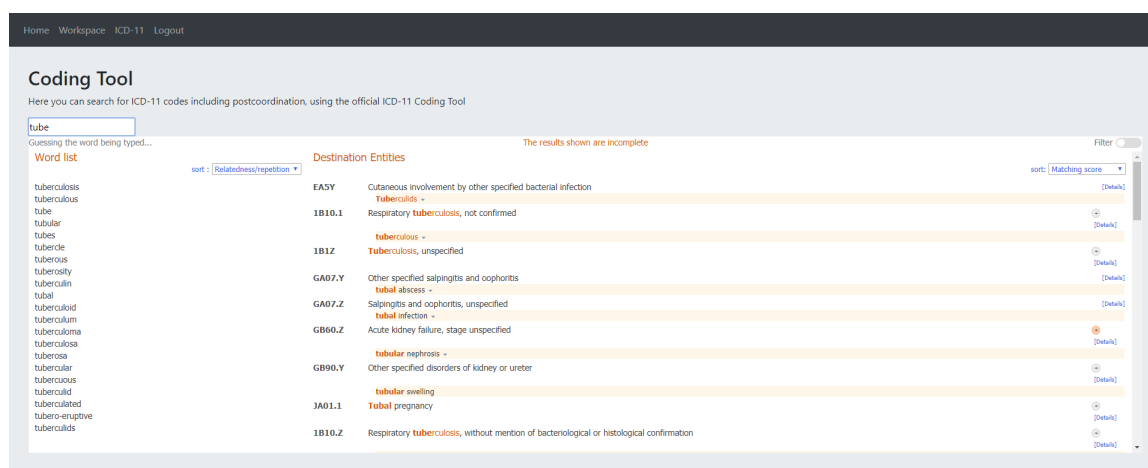 Home Workspace ICD-11 Logout
Coding Tool
Here you can search for ICD-11 codes including postcoordination, using the official ICD-11 Coding Tool
tube
Guessing the word being typed...
The results shown are incomplete
Filter
Word list
sort : Relatedness/repetition
tuberculosis
tuberculous
tube
tubular
tubes
tubercle
tuberous
tuberosity
tuberculin
tubal
tuberculoid
tuberculum
tuberculoma
tuberculosa
tuberosa
tubercular
tubercuous
tuberculid
tuberculated
tubero-eruptive
tuberculids
Destination Entities
sort: Matching score
EA5Y Cutaneous involvement by other specified bacterial infection [Details]
Tuberculids
1B10.1 Respiratory tuberculosis, not confirmed
[Details]
tuberculous
1B1Z Tuberculosis, unspecified
[Details]
GA07.Y Other specified salpingitis and oophoritis [Details]
tubal abscess
GA07.Z Salpingitis and oophoritis, unspecified [Details]
tubal infection
GB60.Z Acute kidney failure, stage unspecified
[Details]
tubular nephrosis
GB90.Y Other specified disorders of kidney or ureter
[Details]
tubular swelling
JA01.1 Tubal pregnancy
[Details]
1B10.Z Respiratory tuberculosis, without mention of bacteriological or histological confirmation
[Details]